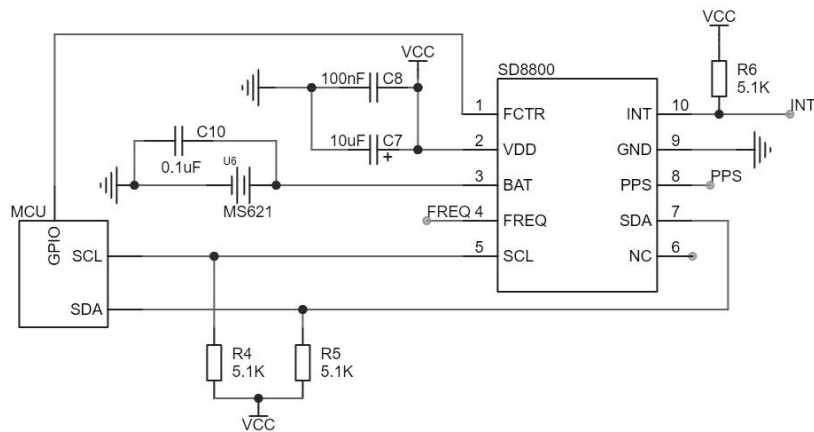 VCC
SD8800
VCC
100nF
C8
R6
5.1K
1
FCTR
INT
10
INT
C10
0.1uF
10uF
C7
+
2
VDD
GND
9
U6
MS621
3
BAT
PPS
8
PPS
MCU
GPIO
FREQ
4
FREQ
SDA
7
SCL
5
SCL
NC
6
SDA
R4
5.1K
R5
5.1K
VCC